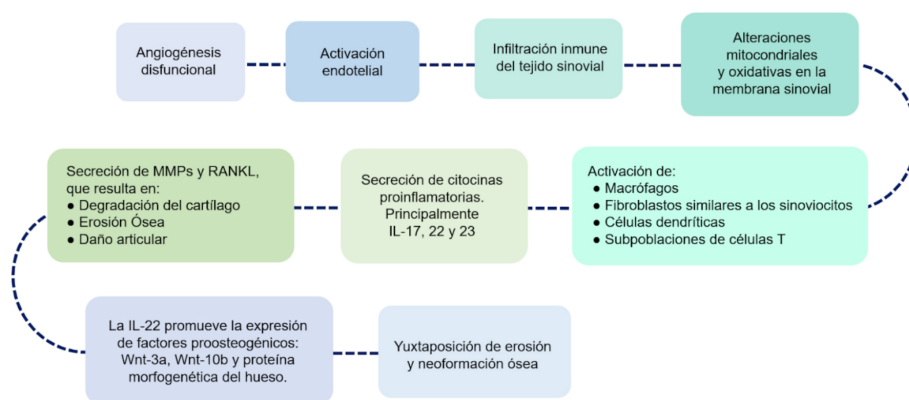 Angiogénesis
disfuncional
Activación
endotelial
Infiltración inmune
del tejido sinovial
Alteraciones
mitocondriales
y oxidativas en la
membrana sinovial
Activación de:
● Macrófagos
● Fibroblastos similares a los sinoviocitos
● Células dendríticas
● Subpoblaciones de células T
Secreción de citocinas
proinflamatorias.
Principalmente
IL-17, 22 y 23
Secreción de MMPs y RANKL,
que resulta en:
● Degradación del cartílago
● Erosión Ósea
● Daño articular
La IL-22 promueve la expresión
de factores proosteogénicos:
Wnt-3a, Wnt-10b y proteína
morfogenética del hueso.
Yuxtaposición de erosión
y neoformación ósea